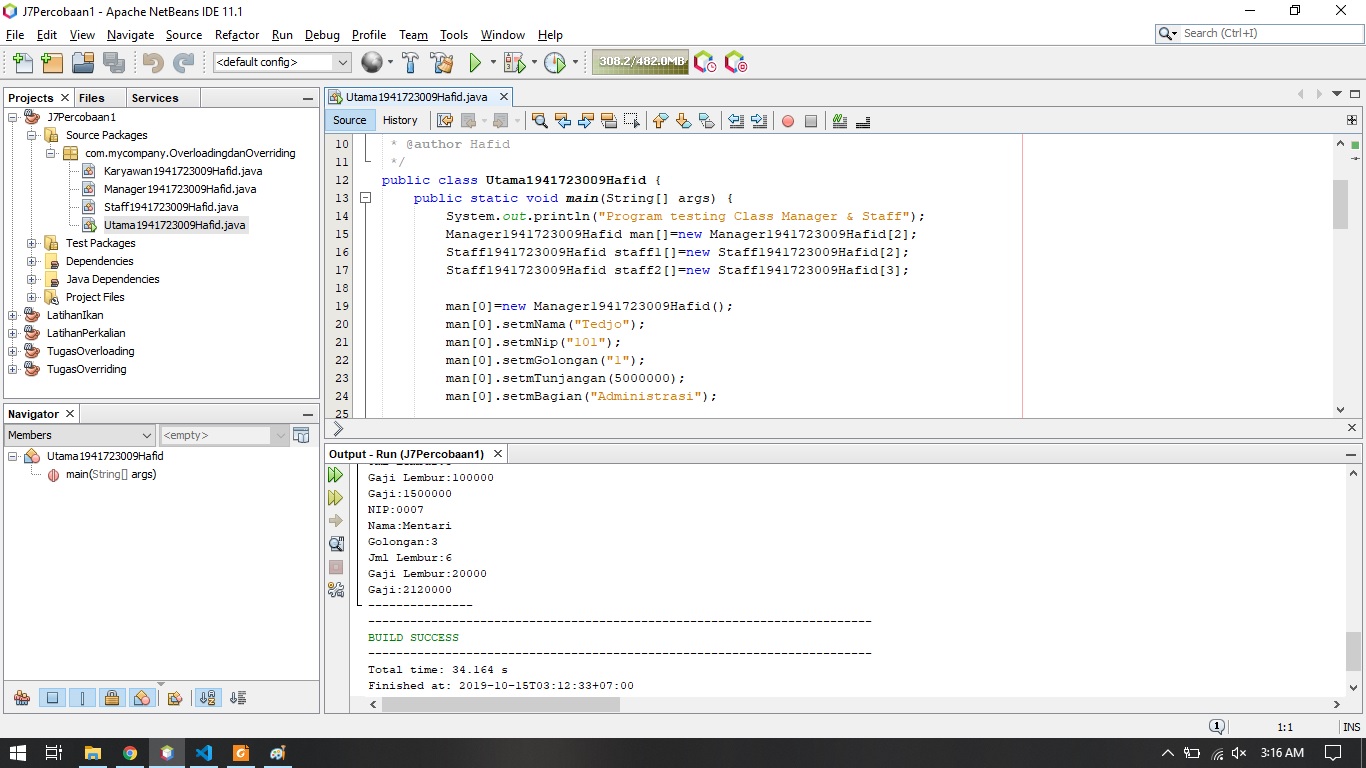 J7Percobaan1 - Apache NetBeans IDE 11.1
File Edit View Navigate Source Refactor Run Debug Profile Team Tools Window Help
Search (Ctrl+I)
<default config>
308.2/482.0MB
Projects Files Services
J7Percobaan1
Source Packages
com.mycompany.OverloadingdanOverriding
Karyawan1941723009Hafid.java
Manager1941723009Hafid.java
Staff1941723009Hafid.java
Utama1941723009Hafid.java
Test Packages
Dependencies
Java Dependencies
Project Files
LatihanIkan
LatihanPerkalian
TugasOverloading
TugasOverriding
Navigator
Members
<empty>
Utama1941723009Hafid
main(String[] args)
Utama1941723009Hafid.java
Source History
10 * @author Hafid
11 */
12 public class Utama1941723009Hafid {
13 public static void main(String[] args) {
14 System.out.println("Program testing Class Manager & Staff");
15 Manager1941723009Hafid man[]=new Manager1941723009Hafid[2];
16 Staff1941723009Hafid staff1[]=new Staff1941723009Hafid[2];
17 Staff1941723009Hafid staff2[]=new Staff1941723009Hafid[3];
18
19 man[0]=new Manager1941723009Hafid();
20 man[0].setmNama("Tedjo");
21 man[0].setmNip("101");
22 man[0].setmGolongan("1");
23 man[0].setmTunjangan(5000000);
24 man[0].setmBagian("Administrasi");
25
Output - Run (J7Percobaan1)
Gaji Lembur:100000
Gaji:1500000
NIP:0007
Nama:Mentari
Golongan:3
Jml Lembur:6
Gaji Lembur:20000
Gaji:2120000
---------------
------------------------------------------------------------------------
BUILD SUCCESS
------------------------------------------------------------------------
Total time: 34.164 s
Finished at: 2019-10-15T03:12:33+07:00
1
1:1
INS
3:16 AM